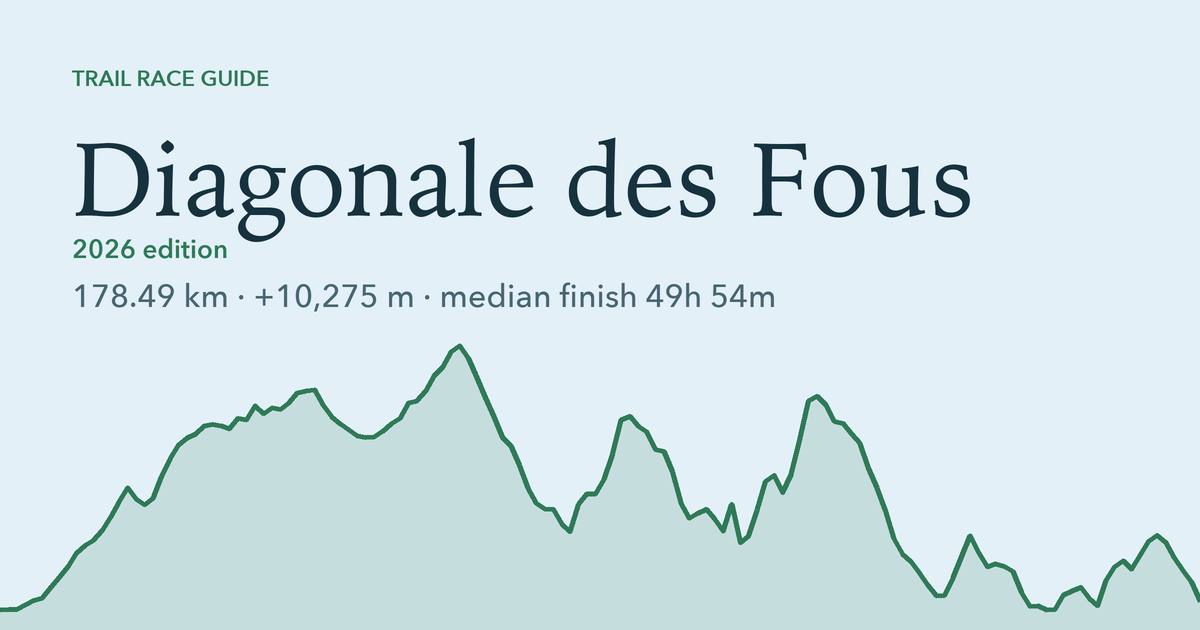 TRAIL RACE GUIDE
Diagonale des Fous
2026 edition
178.49 km · +10,275 m · median finish 49h 54m